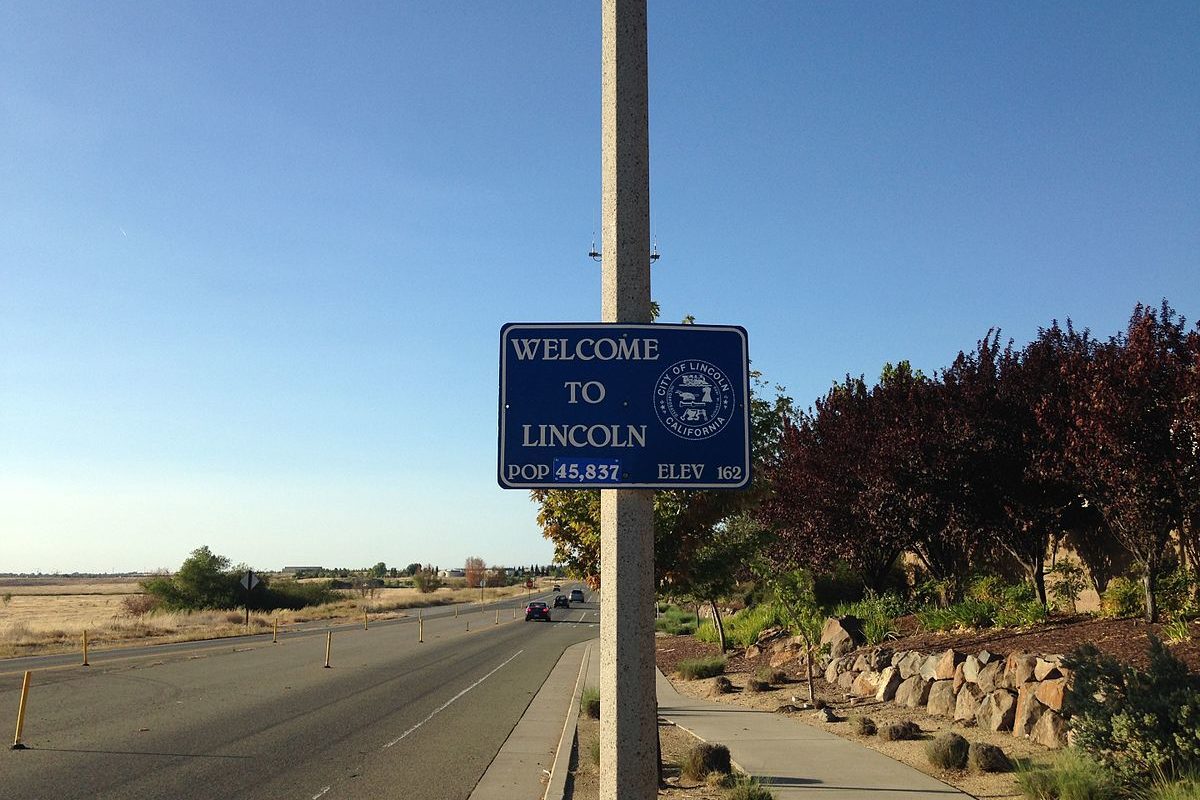 WELCOME
TO
LINCOLN
CITY OF LINCOLN
CALIFORNIA
POP 45,837 ELEV 162